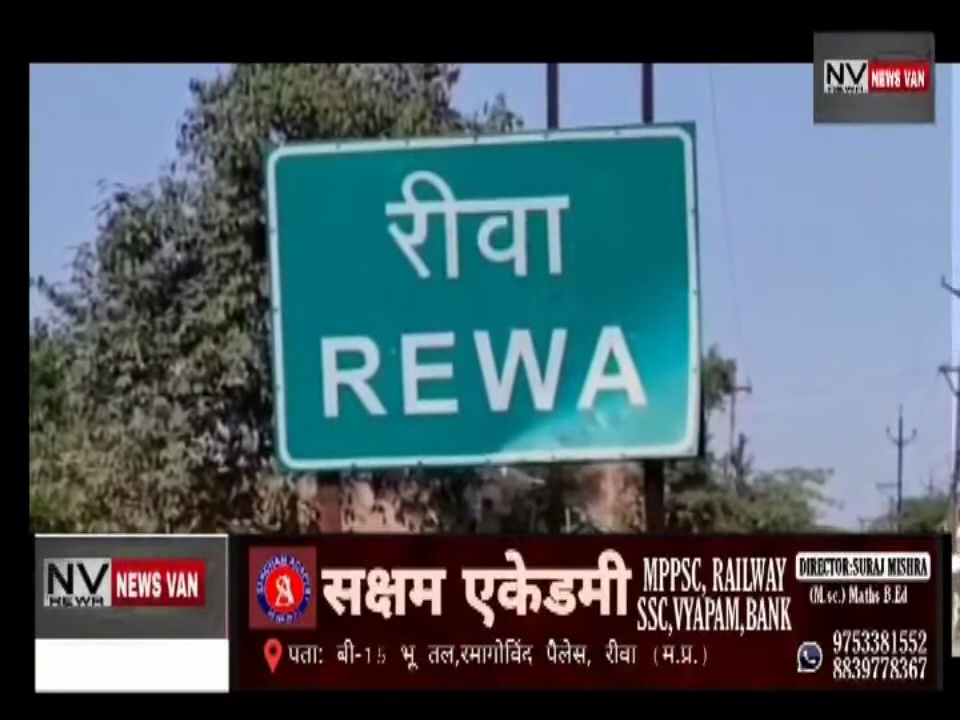 NV NEWS VAN
रीवा
REWA
NV NEWS VAN
सक्षम एकेडमी
MPPSC, RAILWAY
SSC,VYAPAM,BANK
DIRECTOR:SURAJ MISHRA
(M.sc.) Maths B.Ed
पता: बी-15 भू तल,रमागोविंद पैलेस, रीवा (म.प्र.)
9753381552
8839778367